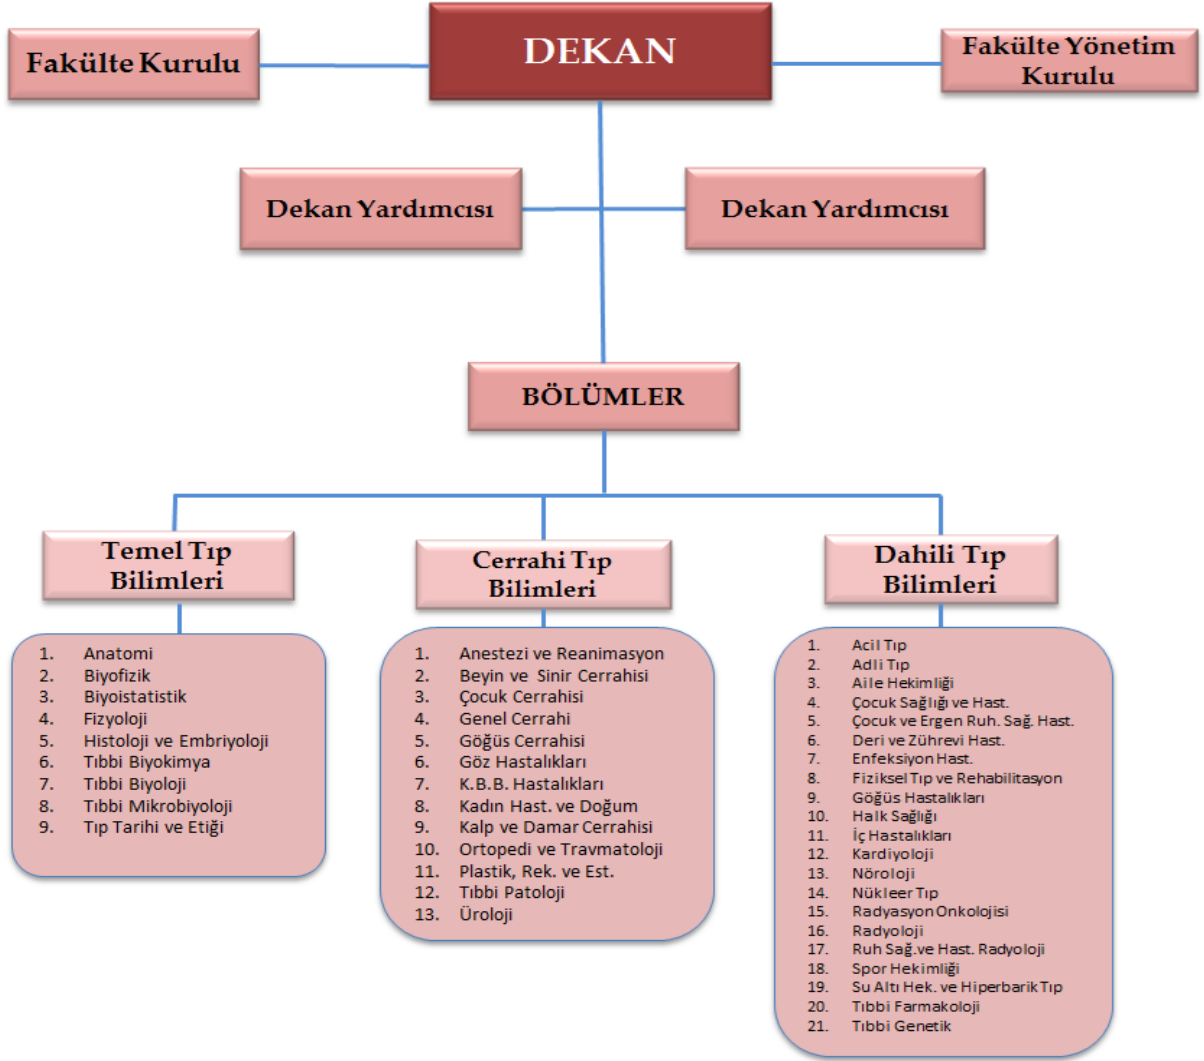 DEKAN
Fakülte Kurulu
Fakülte Yönetim
Kurulu
Dekan Yardımcısı
Dekan Yardımcısı
BÖLÜMLER
Temel Tıp
Bilimleri
1. Anatomi
2. Biyofizik
3. Biyoistatistik
4. Fizyoloji
5. Histoloji ve Embriyoloji
6. Tıbbi Biyokimya
7. Tıbbi Biyoloji
8. Tıbbi Mikrobiyoloji
9. Tıp Tarihi ve Etiği
Cerrahi Tıp
Bilimleri
1. Anestezi ve Reanimasyon
2. Beyin ve Sinir Cerrahisi
3. Çocuk Cerrahisi
4. Genel Cerrahi
5. Göğüs Cerrahisi
6. Göz Hastalıkları
7. K.B.B. Hastalıkları
8. Kadın Hast. ve Doğum
9. Kalp ve Damar Cerrahisi
10. Ortopedi ve Travmatoloji
11. Plastik, Rek. ve Est.
12. Tıbbi Patoloji
13. Üroloji
Dahili Tıp
Bilimleri
1. Acil Tıp
2. Adli Tıp
3. Aile Hekimliği
4. Çocuk Sağlığı ve Hast.
5. Çocuk ve Ergen Ruh. Sağ. Hast.
6. Deri ve Zührevi Hast.
7. Enfeksiyon Hast.
8. Fiziksel Tıp ve Rehabilitasyon
9. Göğüs Hastalıkları
10. Halk Sağlığı
11. İç Hastalıkları
12. Kardiyoloji
13. Nöroloji
14. Nükleer Tıp
15. Radyasyon Onkolojisi
16. Radyoloji
17. Ruh Sağ.ve Hast. Radyoloji
18. Spor Hekimliği
19. Su Altı Hek. ve Hiperbarik Tıp
20. Tıbbi Farmakoloji
21. Tıbbi Genetik